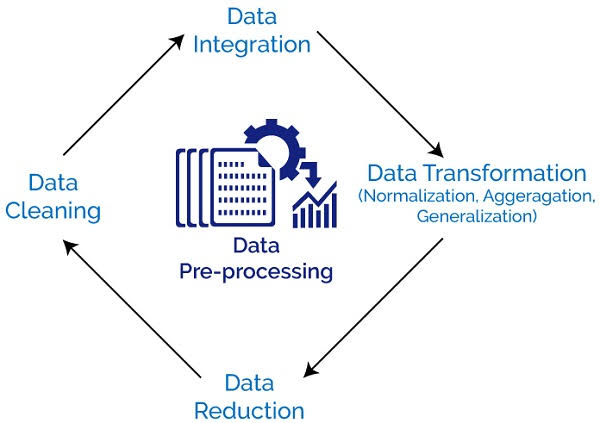 Data
Integration
Data Transformation
(Normalization, Aggeragation,
Generalization)
Data
Cleaning
Data
Pre-processing
Data
Reduction